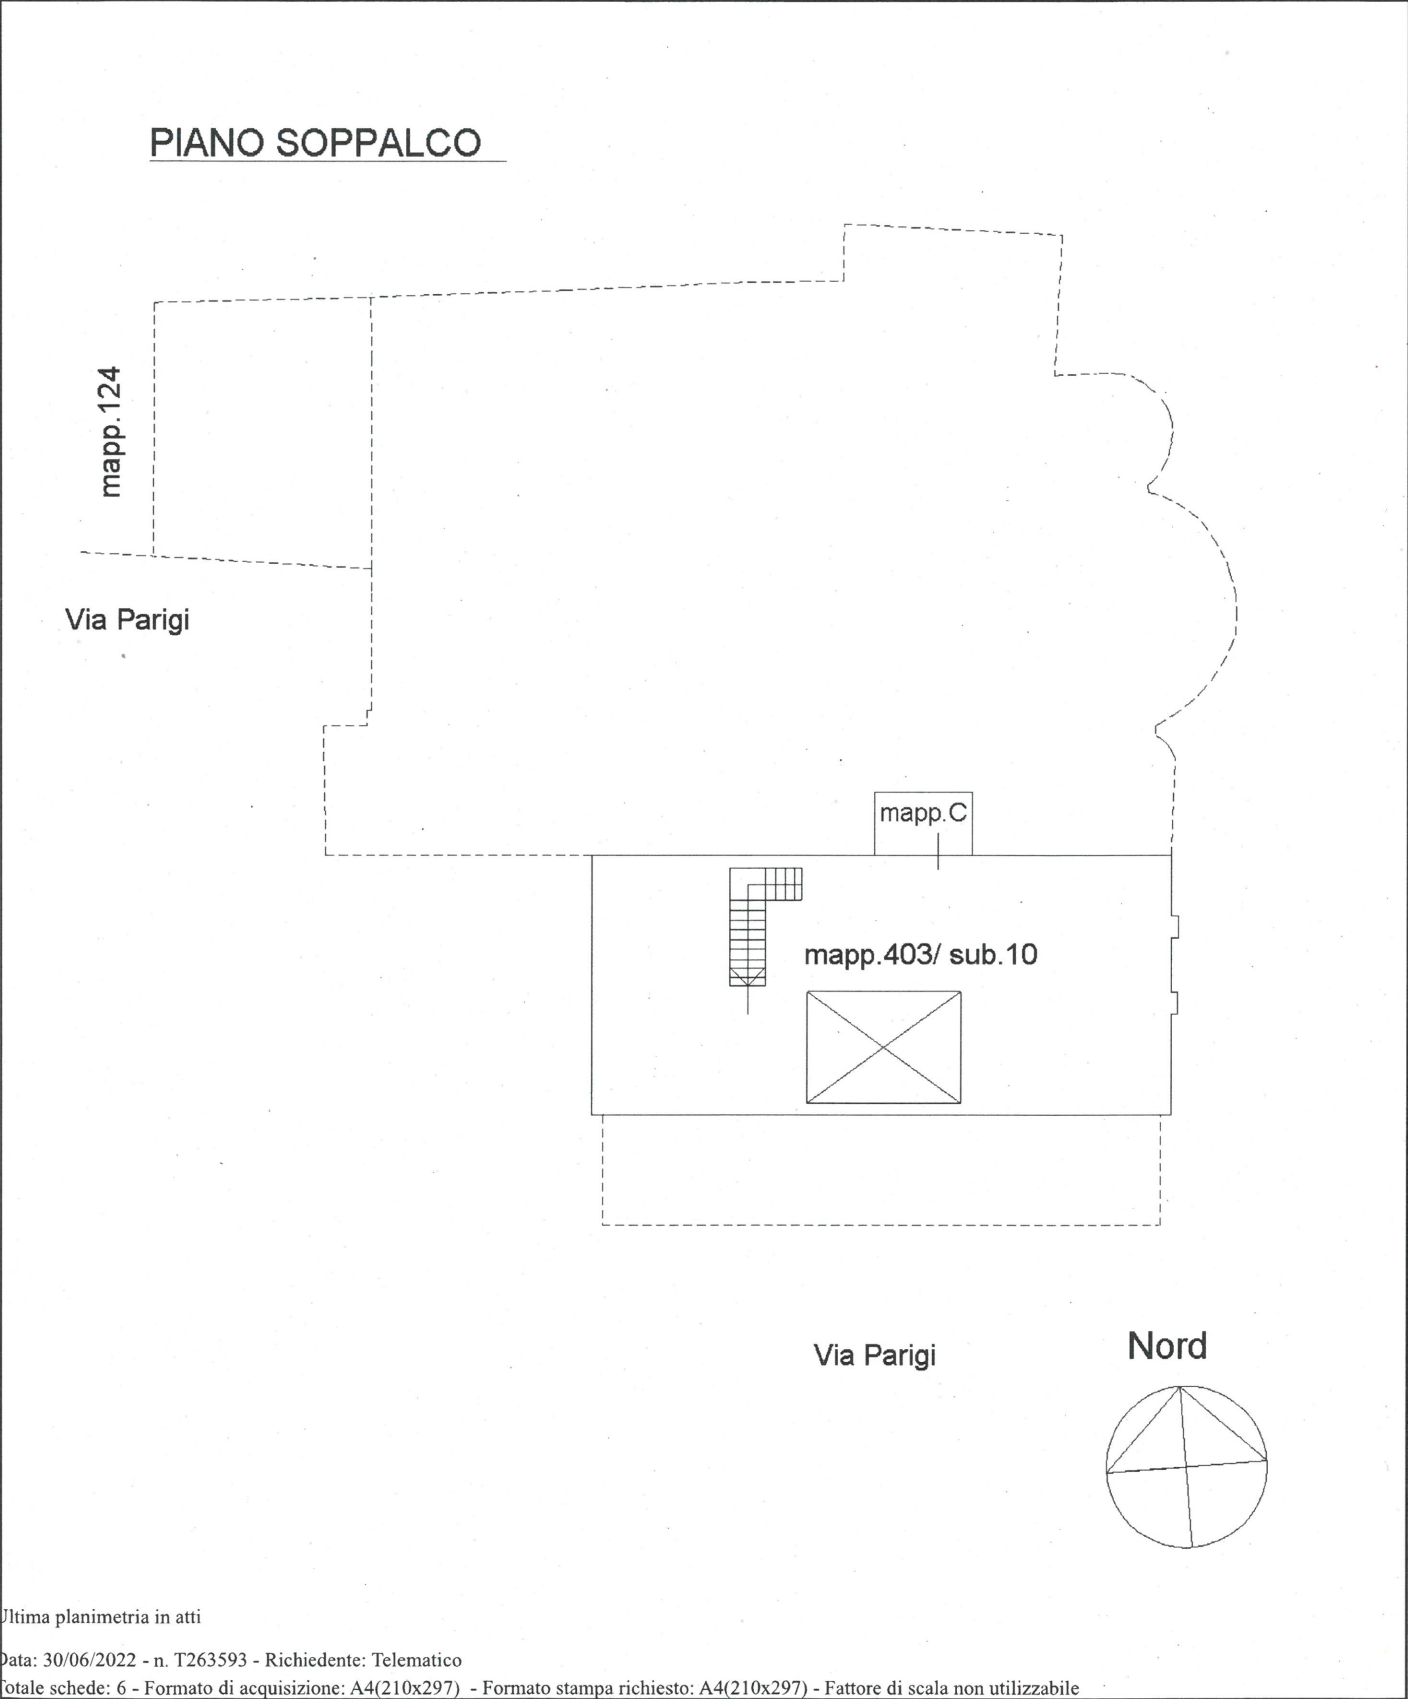 PIANO SOPPALCO
mapp.124
Via Parigi
mapp.C
mapp.403/ sub.10
Via Parigi
Nord
Ultima planimetria in atti
Data: 30/06/2022 - n. T263593 - Richiedente: Telematico
Totale schede: 6 - Formato di acquisizione: A4(210x297) - Formato stampa richiesto: A4(210x297) - Fattore di scala non utilizzabile